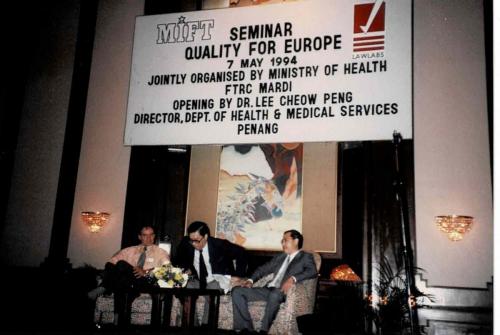 MIFT
SEMINAR
QUALITY FOR EUROPE
7 MAY 1994
LAWLABS
JOINTLY ORGANISED BY MINISTRY OF HEALTH
FTRC MARDI
OPENING BY DR. LEE CHEOW PENG
DIRECTOR, DEPT. OF HEALTH & MEDICAL SERVICES
PENANG